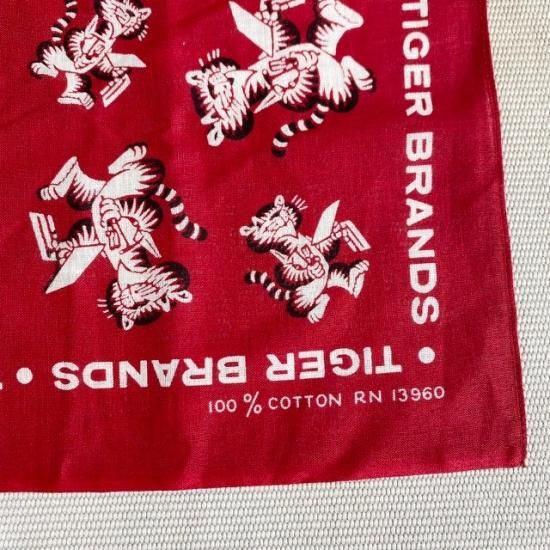 TIGER BRANDS •
• TIGER BRANDS •
100 % COTTON RN 13960